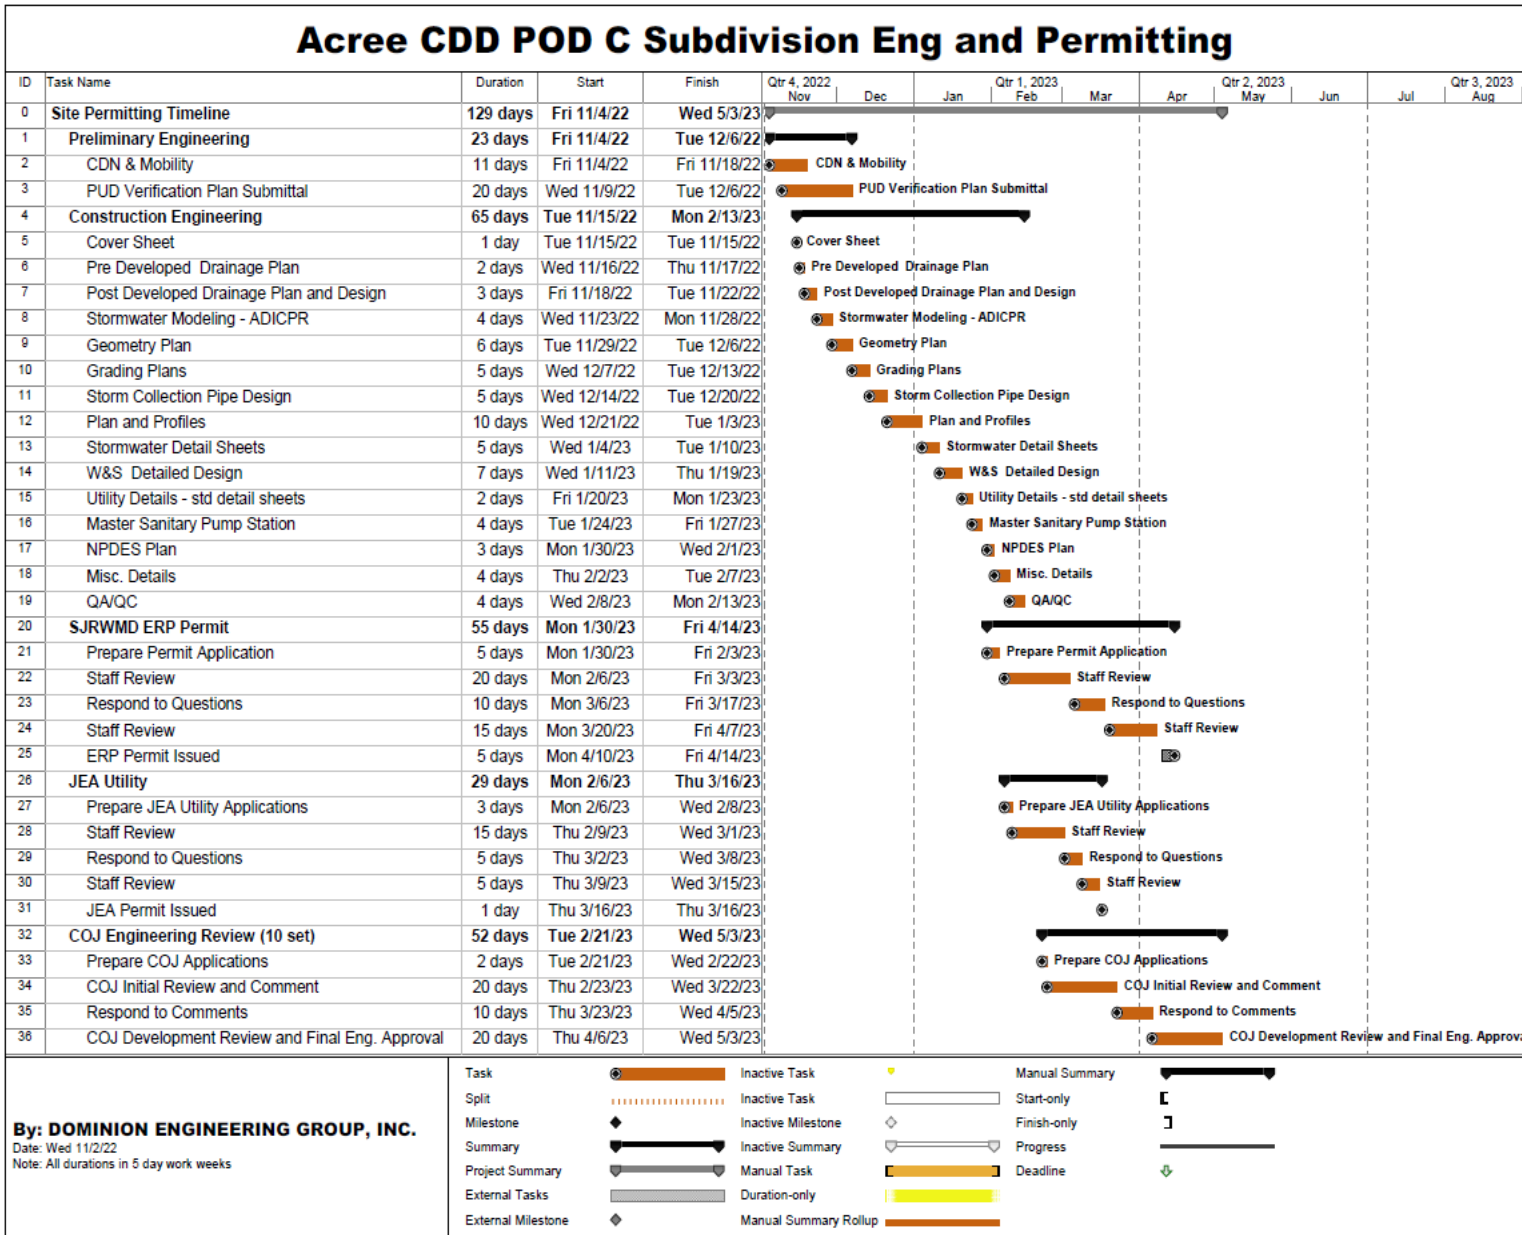 Acree CDD POD C Subdivision Eng and Permitting
ID Task Name Duration Start Finish Qtr 4, 2022 Qtr 1, 2023 Qtr 2, 2023 Qtr 3, 2023
Nov Dec Jan Feb Mar Apr May Jun Jul Aug
0 Site Permitting Timeline 129 days Fri 11/4/22 Wed 5/3/23
1 Preliminary Engineering 23 days Fri 11/4/22 Tue 12/6/22
2 CDN & Mobility 11 days Fri 11/4/22 Fri 11/18/22 CDN & Mobility
3 PUD Verification Plan Submittal 20 days Wed 11/9/22 Tue 12/6/22 PUD Verification Plan Submittal
4 Construction Engineering 65 days Tue 11/15/22 Mon 2/13/23
5 Cover Sheet 1 day Tue 11/15/22 Tue 11/15/22 Cover Sheet
6 Pre Developed Drainage Plan 2 days Wed 11/16/22 Thu 11/17/22 Pre Developed Drainage Plan
7 Post Developed Drainage Plan and Design 3 days Fri 11/18/22 Tue 11/22/22 Post Developed Drainage Plan and Design
8 Stormwater Modeling - ADICPR 4 days Wed 11/23/22 Mon 11/28/22 Stormwater Modeling - ADICPR
9 Geometry Plan 6 days Tue 11/29/22 Tue 12/6/22 Geometry Plan
10 Grading Plans 5 days Wed 12/7/22 Tue 12/13/22 Grading Plans
11 Storm Collection Pipe Design 5 days Wed 12/14/22 Tue 12/20/22 Storm Collection Pipe Design
12 Plan and Profiles 10 days Wed 12/21/22 Tue 1/3/23 Plan and Profiles
13 Stormwater Detail Sheets 5 days Wed 1/4/23 Tue 1/10/23 Stormwater Detail Sheets
14 W&S Detailed Design 7 days Wed 1/11/23 Thu 1/19/23 W&S Detailed Design
15 Utility Details - std detail sheets 2 days Fri 1/20/23 Mon 1/23/23 Utility Details - std detail sheets
16 Master Sanitary Pump Station 4 days Tue 1/24/23 Fri 1/27/23 Master Sanitary Pump Station
17 NPDES Plan 3 days Mon 1/30/23 Wed 2/1/23 NPDES Plan
18 Misc. Details 4 days Thu 2/2/23 Tue 2/7/23 Misc. Details
19 QA/QC 4 days Wed 2/8/23 Mon 2/13/23 QA/QC
20 SJRWMD ERP Permit 55 days Mon 1/30/23 Fri 4/14/23
21 Prepare Permit Application 5 days Mon 1/30/23 Fri 2/3/23 Prepare Permit Application
22 Staff Review 20 days Mon 2/6/23 Fri 3/3/23 Staff Review
23 Respond to Questions 10 days Mon 3/6/23 Fri 3/17/23 Respond to Questions
24 Staff Review 15 days Mon 3/20/23 Fri 4/7/23 Staff Review
25 ERP Permit Issued 5 days Mon 4/10/23 Fri 4/14/23
26 JEA Utility 29 days Mon 2/6/23 Thu 3/16/23
27 Prepare JEA Utility Applications 3 days Mon 2/6/23 Wed 2/8/23 Prepare JEA Utility Applications
28 Staff Review 15 days Thu 2/9/23 Wed 3/1/23 Staff Review
29 Respond to Questions 5 days Thu 3/2/23 Wed 3/8/23 Respond to Questions
30 Staff Review 5 days Thu 3/9/23 Wed 3/15/23 Staff Review
31 JEA Permit Issued 1 day Thu 3/16/23 Thu 3/16/23
32 COJ Engineering Review (10 set) 52 days Tue 2/21/23 Wed 5/3/23
33 Prepare COJ Applications 2 days Tue 2/21/23 Wed 2/22/23 Prepare COJ Applications
34 COJ Initial Review and Comment 20 days Thu 2/23/23 Wed 3/22/23 COJ Initial Review and Comment
35 Respond to Comments 10 days Thu 3/23/23 Wed 4/5/23 Respond to Comments
36 COJ Development Review and Final Eng. Approval 20 days Thu 4/6/23 Wed 5/3/23 COJ Development Review and Final Eng. Approva
By: DOMINION ENGINEERING GROUP, INC.
Date: Wed 11/2/22
Note: All durations in 5 day work weeks
Task Inactive Task Manual Summary
Split Inactive Task Start-only
Milestone Inactive Milestone Finish-only
Summary Inactive Summary Progress
Project Summary Manual Task Deadline
External Tasks Duration-only
External Milestone Manual Summary Rollup